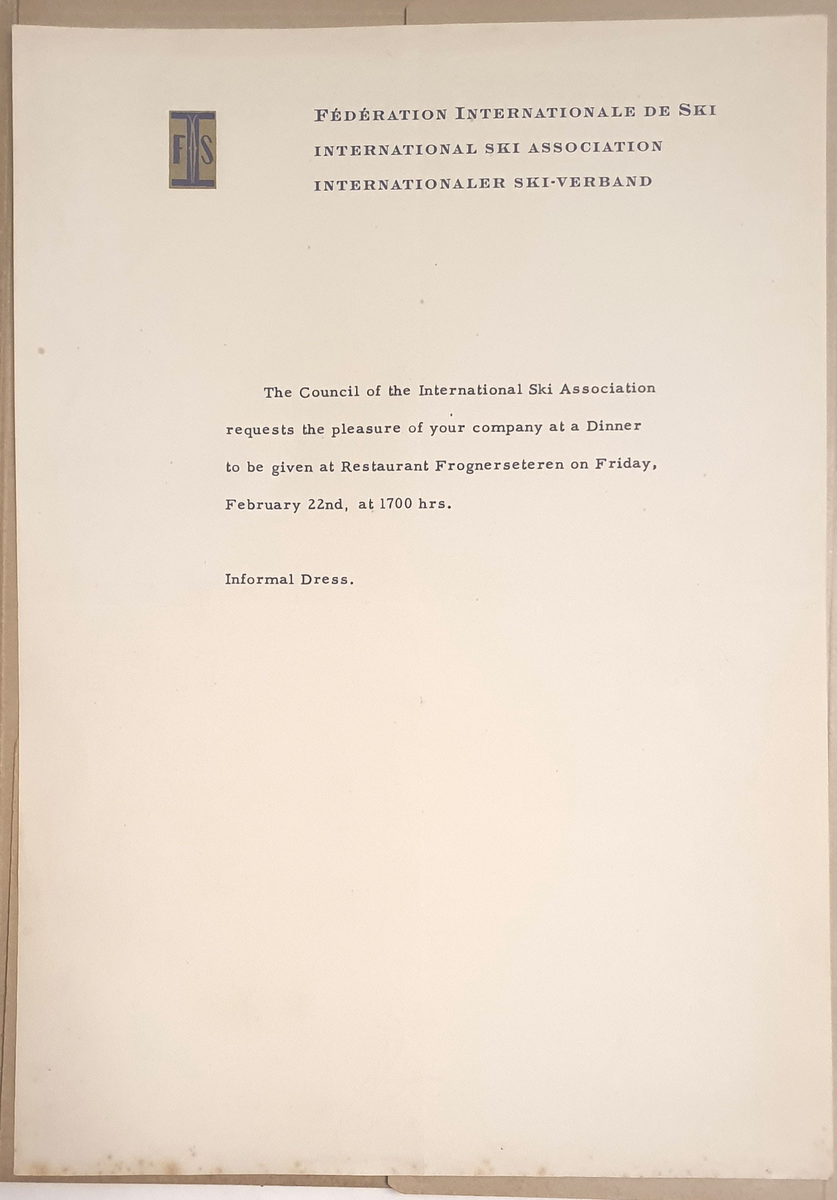 FIS
FÉDÉRATION INTERNATIONALE DE SKI
INTERNATIONAL SKI ASSOCIATION
INTERNATIONALER SKI-VERBAND
The Council of the International Ski Association
requests the pleasure of your company at a Dinner
to be given at Restaurant Frognerseteren on Friday,
February 22nd, at 1700 hrs.
Informal Dress.